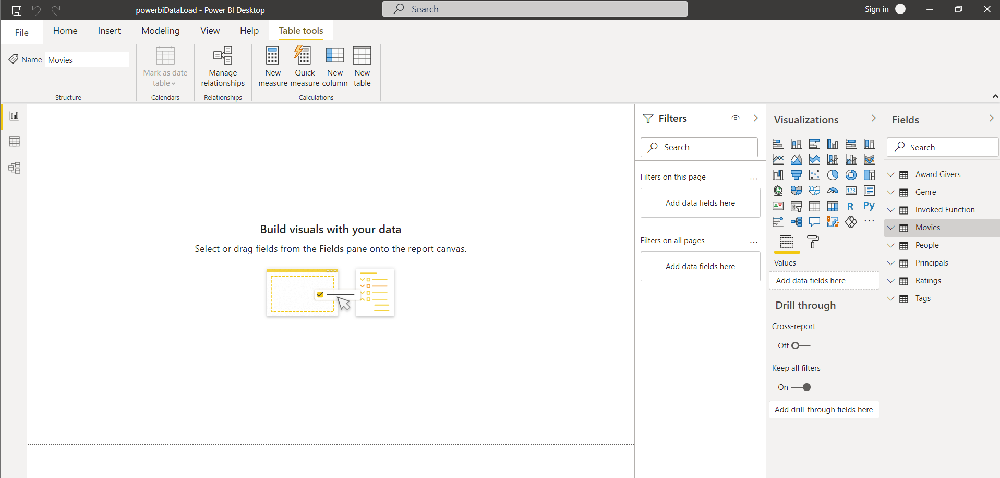 powerbiDataLoad - Power BI Desktop
Search
Sign in
File
Home
Insert
Modeling
View
Help
Table tools
Name
Movies
Mark as date
table
Manage
relationships
New
measure
Quick
measure
New
column
New
table
Structure
Calendars
Relationships
Calculations
Build visuals with your data
Select or drag fields from the Fields pane onto the report canvas.
Filters
Search
Filters on this page
...
Add data fields here
Filters on all pages
...
Add data fields here
Visualizations
123
R
Py
...
Values
Add data fields here
Drill through
Cross-report
Off
Keep all filters
On
Add drill-through fields here
Fields
Search
Award Givers
Genre
Invoked Function
Movies
People
Principals
Ratings
Tags